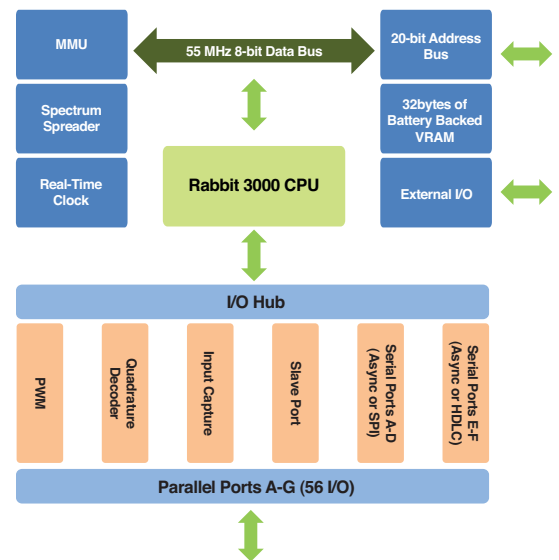 MMU
55 MHz 8-bit Data Bus
20-bit Address
Bus
Spectrum
Spreader
32bytes of
Battery Backed
VRAM
Real-Time
Clock
Rabbit 3000 CPU
External I/O
I/O Hub
PWM
Quadrature
Decoder
Input Capture
Slave Port
Serial Ports A-D
(Async or SPI)
Serial Ports E-F
(Async or HDLC)
Parallel Ports A-G (56 I/O)